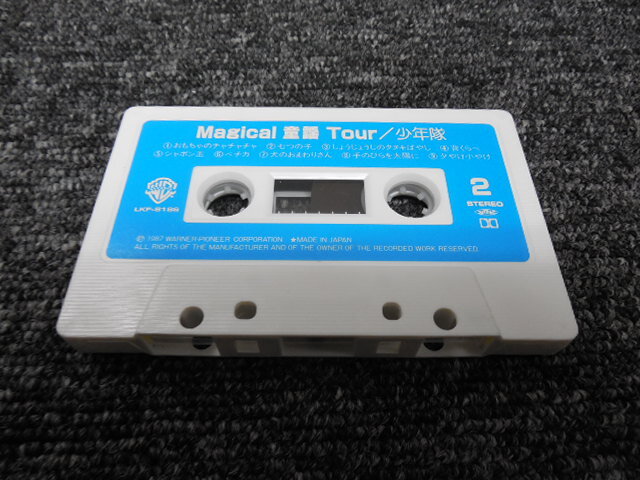 Magical 童謡 Tour/少年隊
①おもちゃのチャチャチャ ②七つの子 ③しょうじょうじのタヌキばやし ④背くらべ
⑤シャボン玉 ⑥ペチカ ⑦犬のおまわりさん ⑧手のひらを太陽に ⑨夕やけ小やけ
WB
LKF-8188
2
STEREO
© 1987 WARNER-PIONEER CORPORATION ★MADE IN JAPAN
ALL RIGHTS OF THE MANUFACTURER AND OF THE OWNER OF THE RECORDED WORK RESERVED.